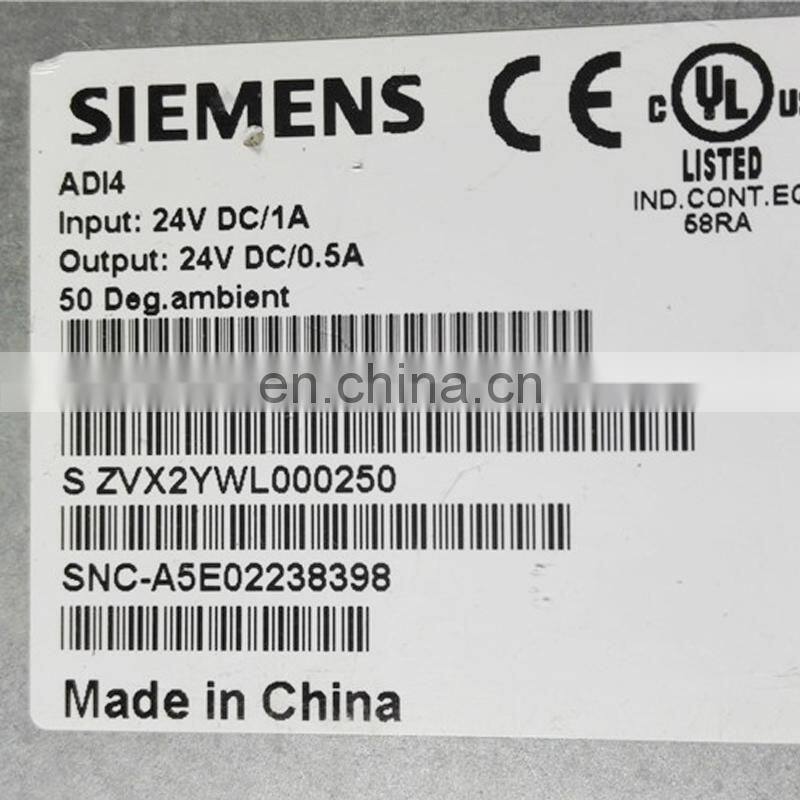 SIEMENS CE C UL US
LISTED
IND.CONT.EQ
58RA
ADI4
Input: 24V DC/1A
Output: 24V DC/0.5A
50 Deg.ambient
en.china.cn
S ZVX2YWL000250
SNC-A5E02238398
Made in China